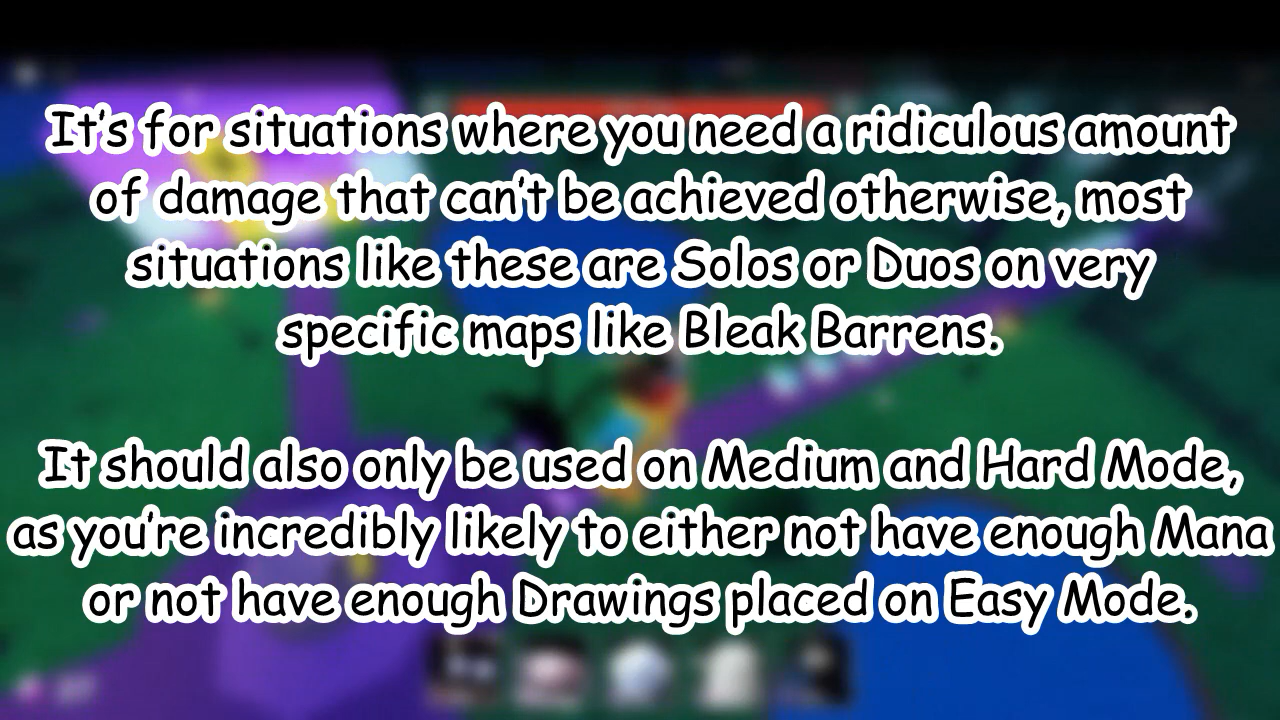 It's for situations where you need a ridiculous amount
of damage that can't be achieved otherwise, most
situations like these are Solos or Duos on very
specific maps like Bleak Barrens.
It should also only be used on Medium and Hard Mode,
as you're incredibly likely to either not have enough Mana
or not have enough Drawings placed on Easy Mode.